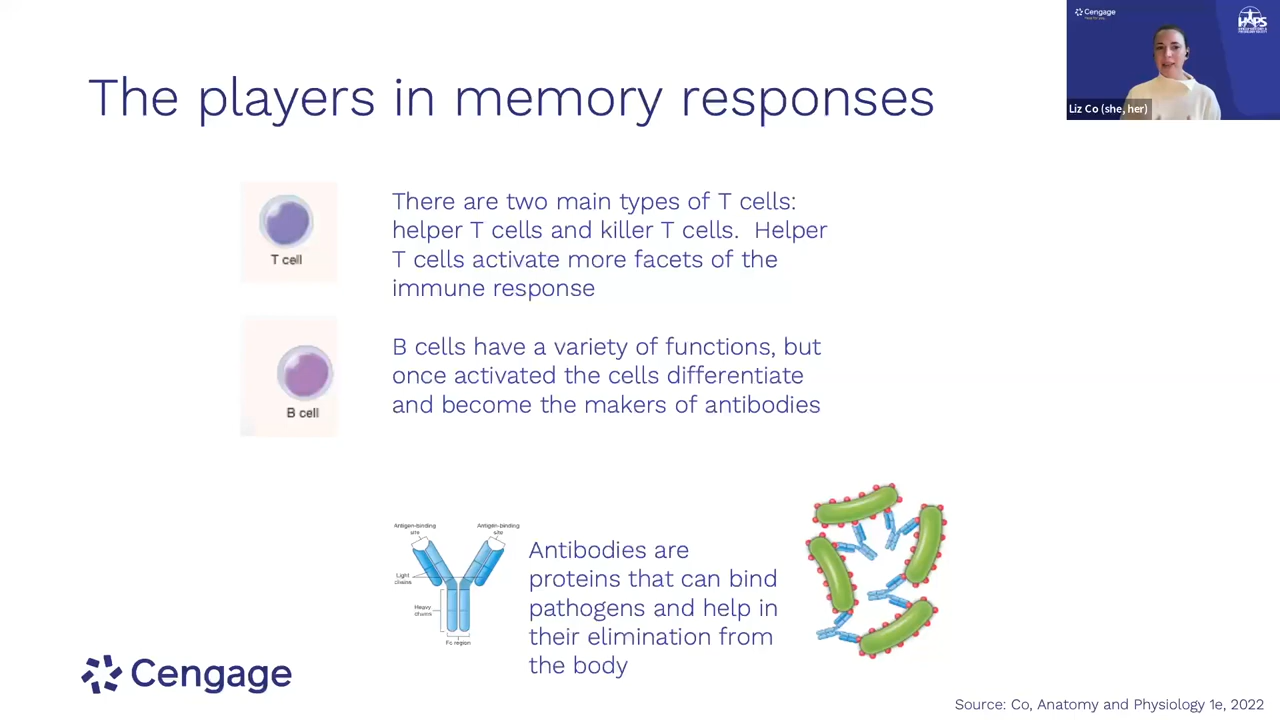 Cengage
HAPS
Liz Co (she, her)
The players in memory responses
T cell
There are two main types of T cells:
helper T cells and killer T cells.  Helper
T cells activate more facets of the
immune response
B cell
B cells have a variety of functions, but
once activated the cells differentiate
and become the makers of antibodies
Antigen-binding
site
Antigen-binding
site
Light
chains
Heavy
chains
Fc region
Antibodies are
proteins that can bind
pathogens and help in
their elimination from
the body
Cengage
Source: Co, Anatomy and Physiology 1e, 2022